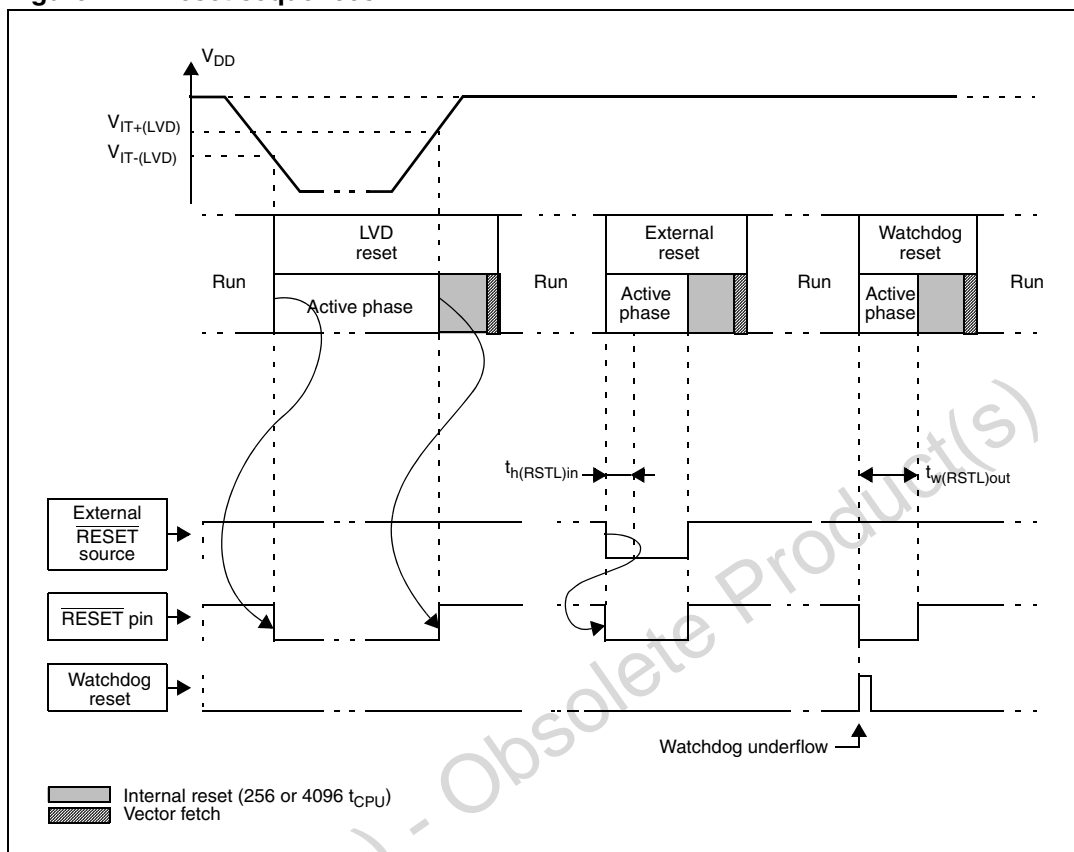 V_DD
V_IT+(LVD)
V_IT-(LVD)
LVD
reset
External
reset
Watchdog
reset
Run
Run
Run
Run
Active phase
Active
phase
Active
phase
t_h(RSTL)in
t_w(RSTL)out
External
RESET
source
RESET pin
Watchdog
reset
Watchdog underflow
Internal reset (256 or 4096 t_CPU)
Vector fetch
) - Obsolete Product(s)